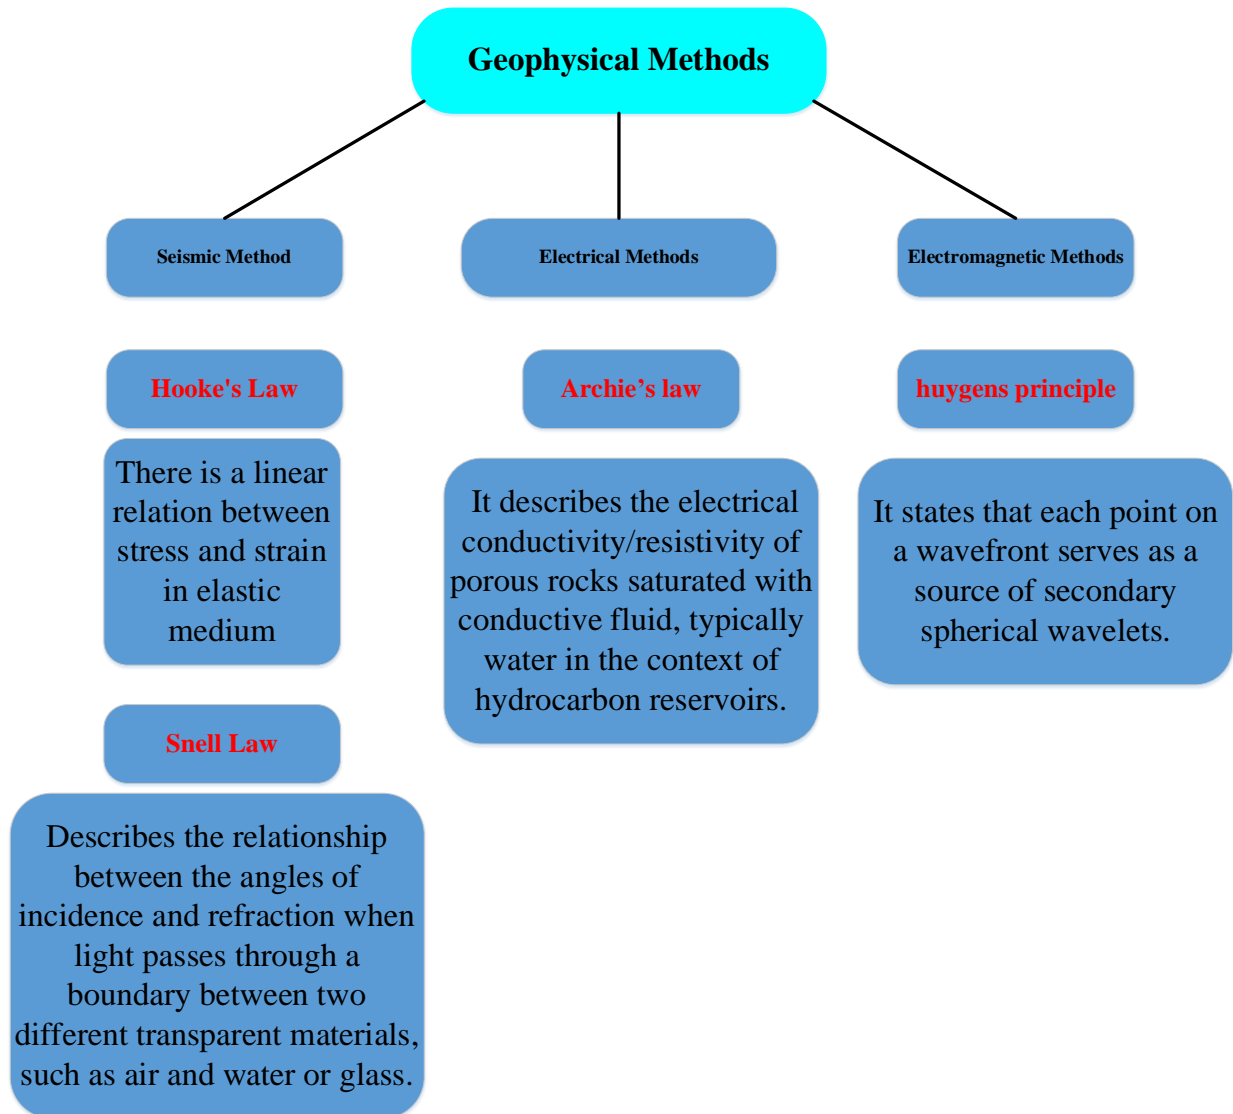 Geophysical Methods
Seismic Method
Electrical Methods
Electromagnetic Methods
Hooke's Law
There is a linear
relation between
stress and strain
in elastic
medium
Snell Law
Describes the relationship
between the angles of
incidence and refraction when
light passes through a
boundary between two
different transparent materials,
such as air and water or glass.
Archie’s law
It describes the electrical
conductivity/resistivity of
porous rocks saturated with
conductive fluid, typically
water in the context of
hydrocarbon reservoirs.
huygens principle
It states that each point on
a wavefront serves as a
source of secondary
spherical wavelets.